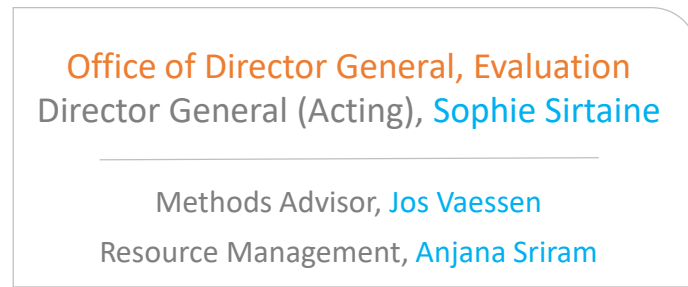 Office of Director General, Evaluation
Director General (Acting), Sophie Sirtaine
Methods Advisor, Jos Vaessen
Resource Management, Anjana Sriram